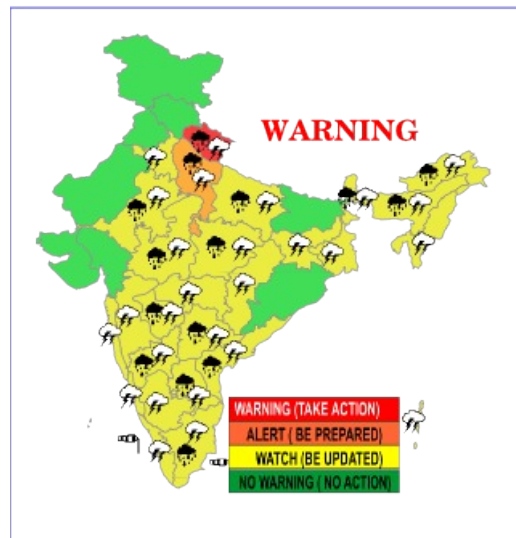 WARNING
WARNING (TAKE ACTION)
ALERT ( BE PREPARED)
WATCH (BE UPDATED)
NO WARNING ( NO ACTION)